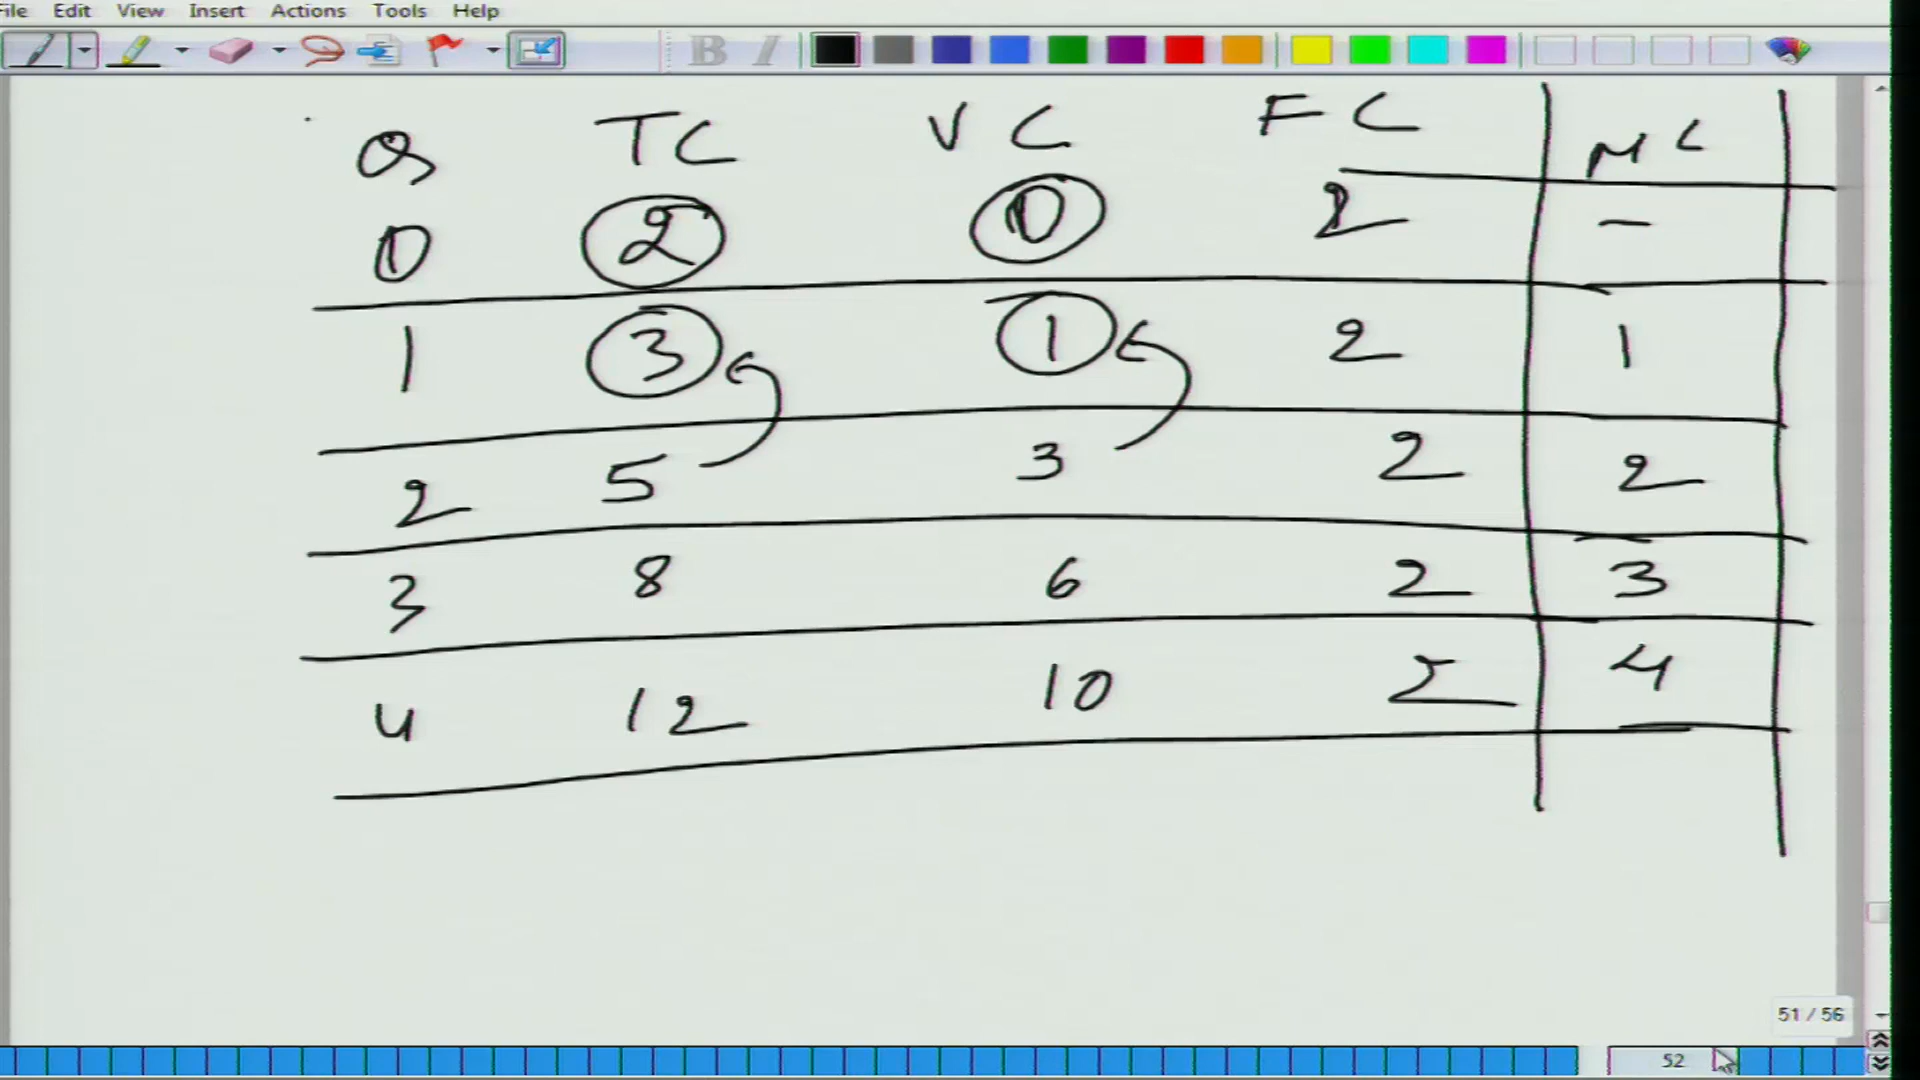 File Edit View Insert Actions Tools Help
B I
Q TC VC FC MC
0 2 0 2 -
1 3 1 2 1
2 5 3 2 2
3 8 6 2 3
4 12 10 2 4
51 / 56
52